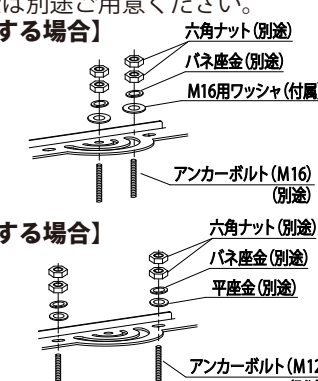 は別途ご用意ください。
する場合】
六角ナット（別途）
バネ座金（別途）
M16用ワッシャ（付属
アンカーボルト（M16）
（別途）
する場合】
六角ナット（別途）
バネ座金（別途）
平座金（別途）
アンカーボルト（M12